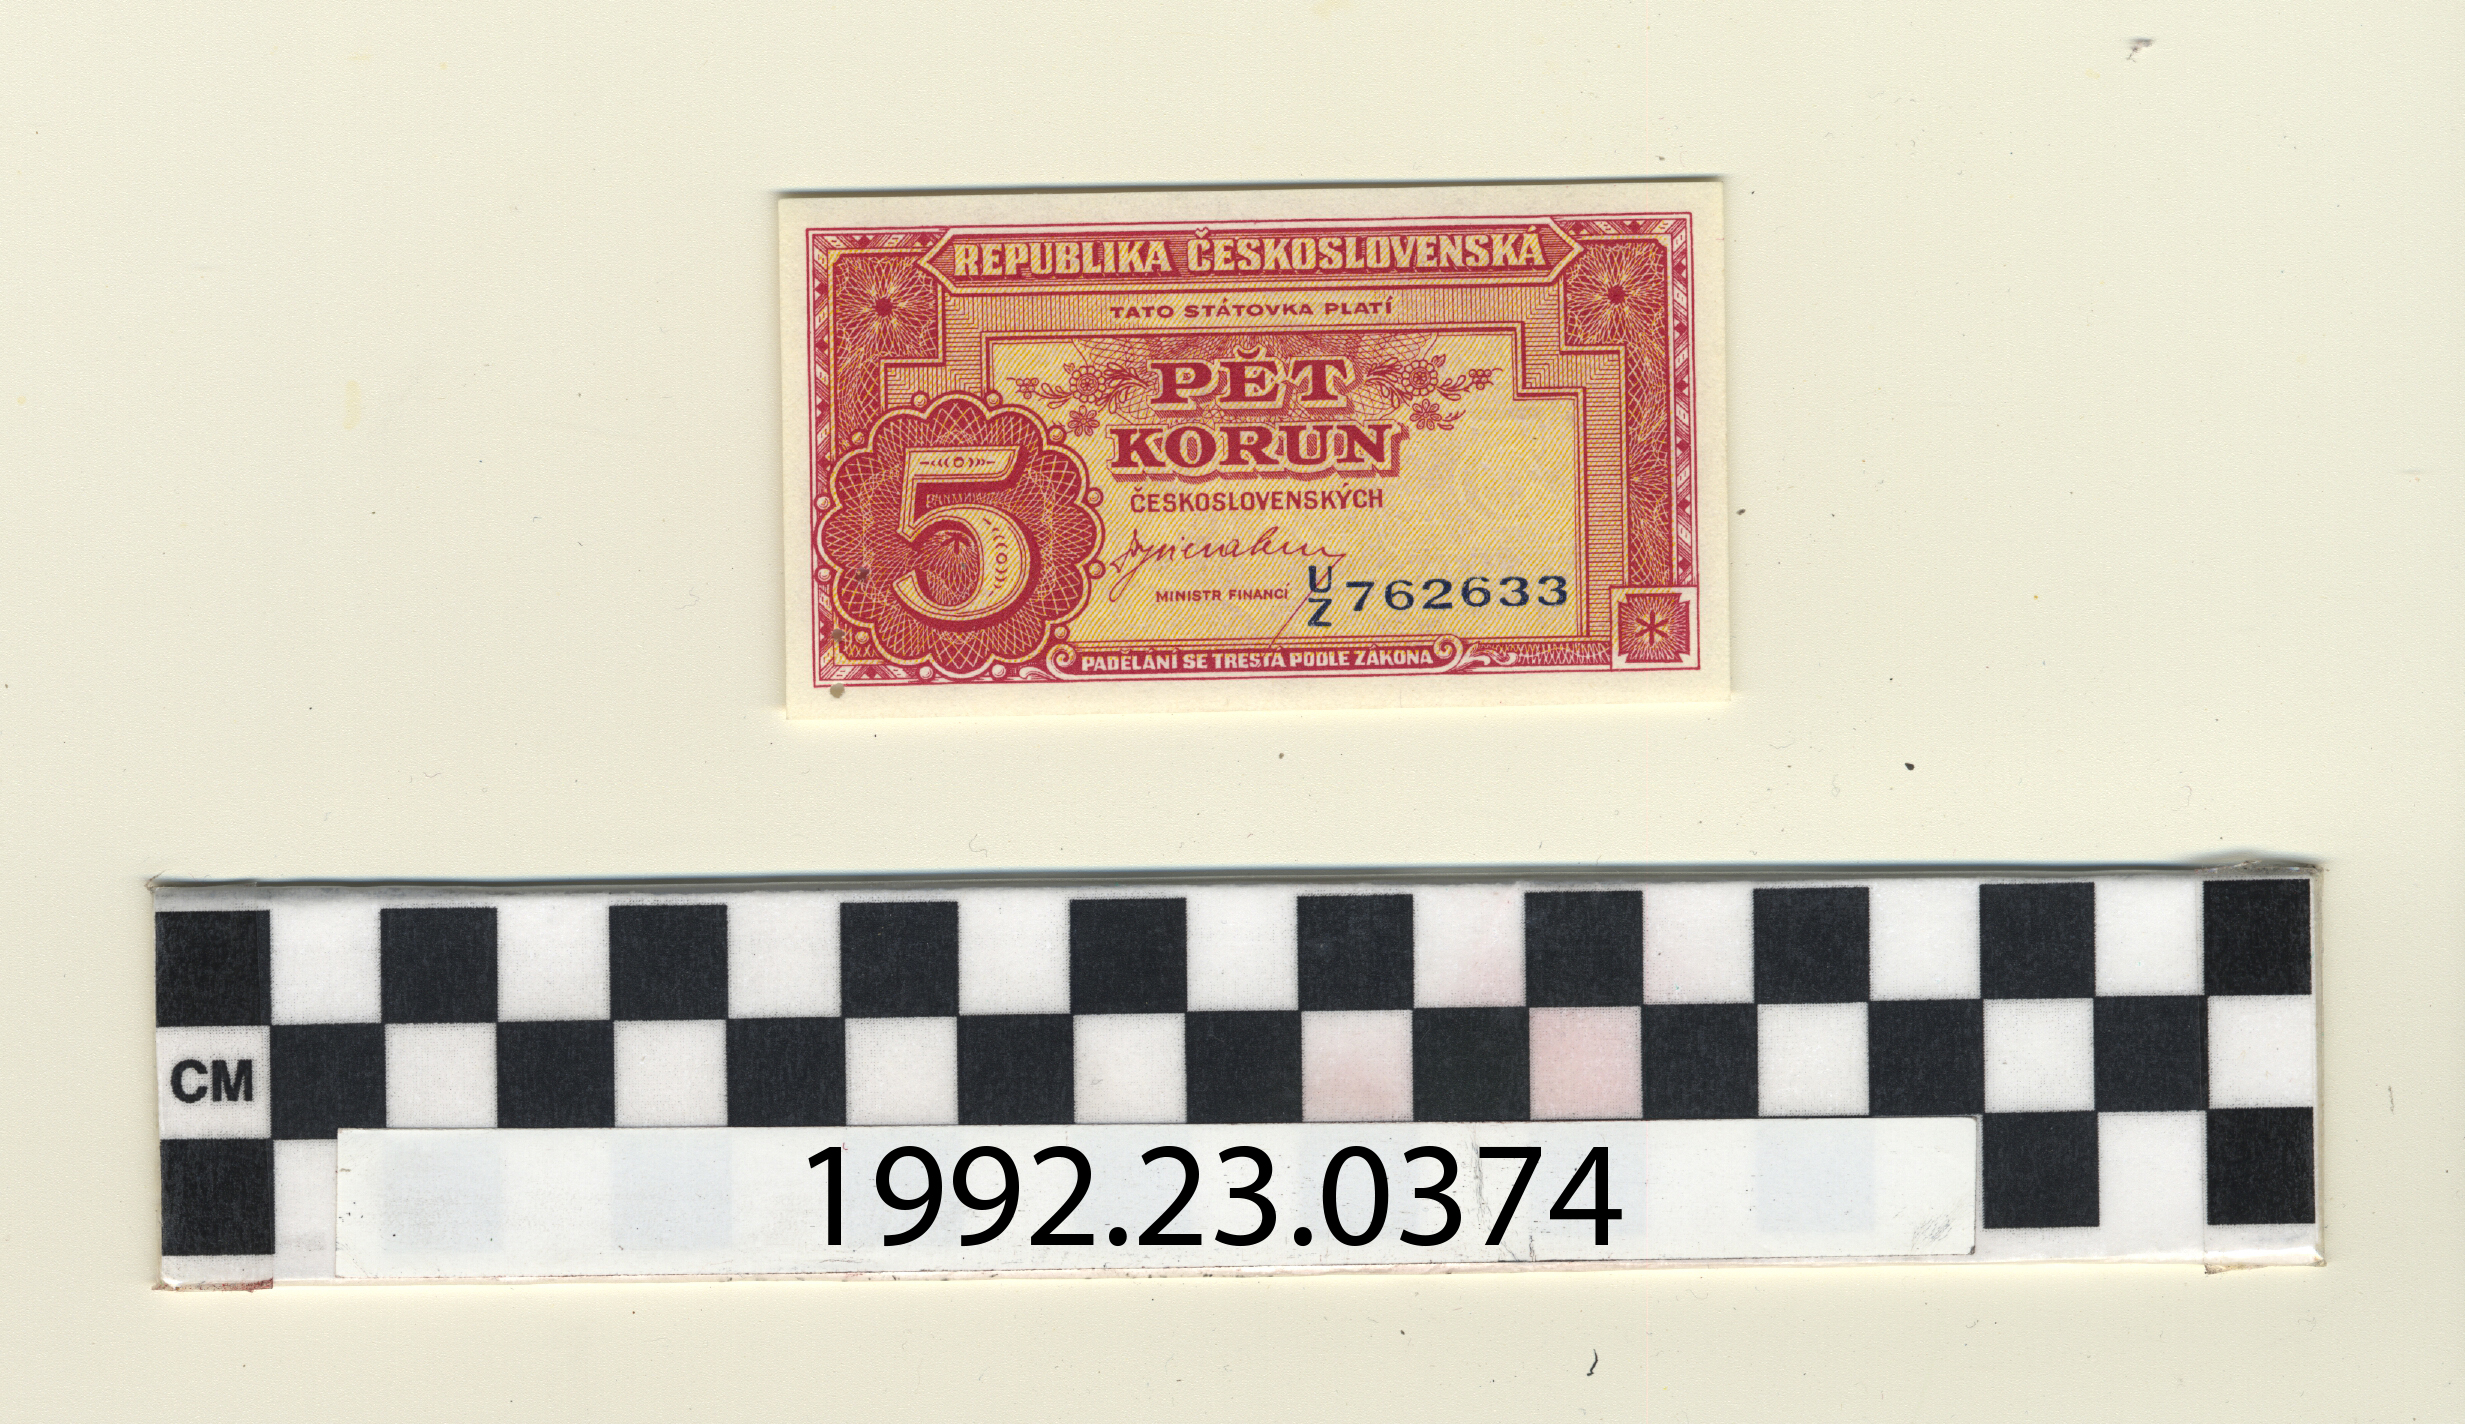 REPUBLIKA ČESKOSLOVENSKÁ
TATO STÁTOVKA PLATÍ
PĚT
KORUN
ČESKOSLOVENSKÝCH
5
MINISTR FINANCÍ
U
Z 762633
PADĚLÁNÍ SE TRESTÁ PODLE ZÁKONA
CM
1992.23.0374